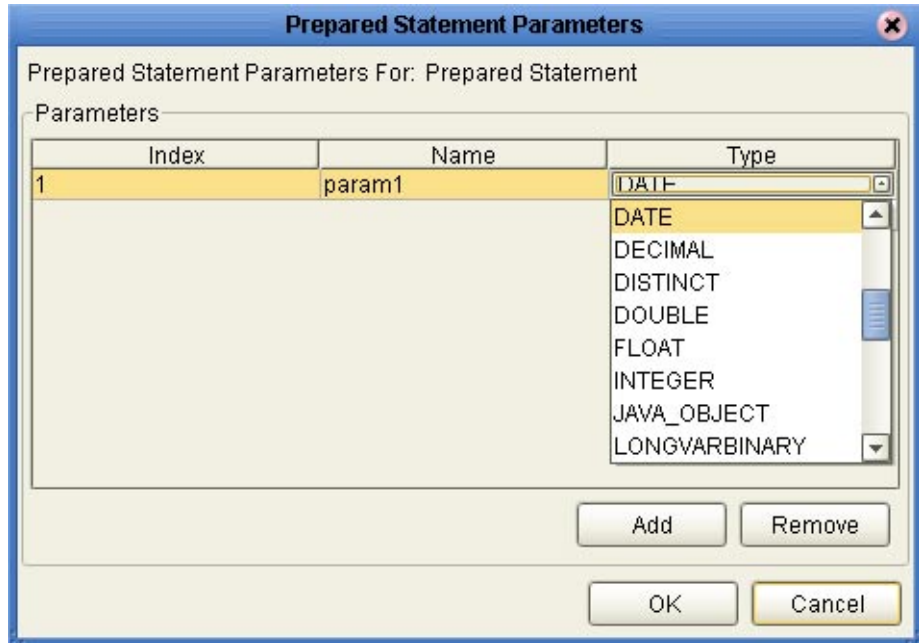 Prepared Statement Parameters
Prepared Statement Parameters For: Prepared Statement
Parameters
Index Name Type
1 param1 DATE
DATE
DECIMAL
DISTINCT
DOUBLE
FLOAT
INTEGER
JAVA_OBJECT
LONGVARBINARY
Add Remove
OK Cancel